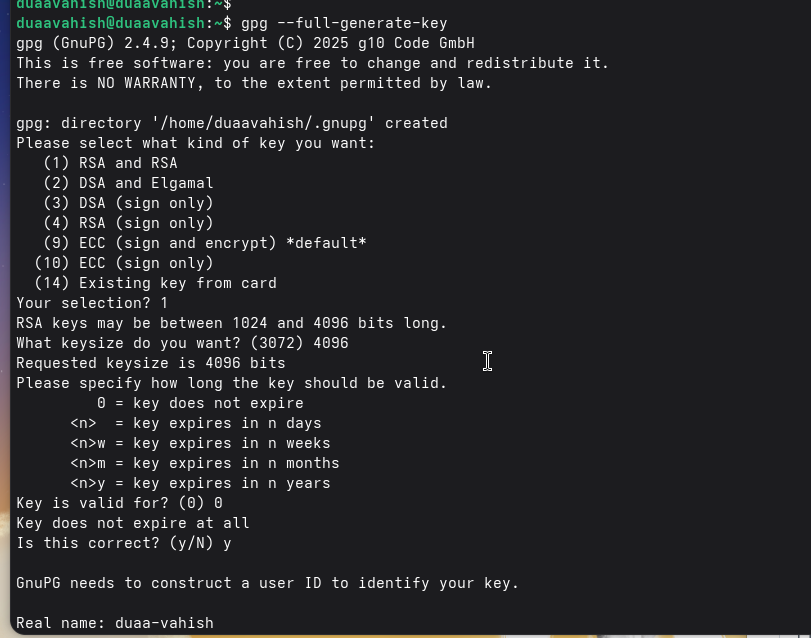 duaavahish@duaavahish:~$
duaavahish@duaavahish:~$ gpg --full-generate-key
gpg (GnuPG) 2.4.9; Copyright (C) 2025 g10 Code GmbH
This is free software: you are free to change and redistribute it.
There is NO WARRANTY, to the extent permitted by law.

gpg: directory '/home/duaavahish/.gnupg' created
Please select what kind of key you want:
   (1) RSA and RSA
   (2) DSA and Elgamal
   (3) DSA (sign only)
   (4) RSA (sign only)
   (9) ECC (sign and encrypt) *default*
  (10) ECC (sign only)
  (14) Existing key from card
Your selection? 1
RSA keys may be between 1024 and 4096 bits long.
What keysize do you want? (3072) 4096
Requested keysize is 4096 bits
Please specify how long the key should be valid.
         0 = key does not expire
      <n>  = key expires in n days
      <n>w = key expires in n weeks
      <n>m = key expires in n months
      <n>y = key expires in n years
Key is valid for? (0) 0
Key does not expire at all
Is this correct? (y/N) y

GnuPG needs to construct a user ID to identify your key.

Real name: duaa-vahish